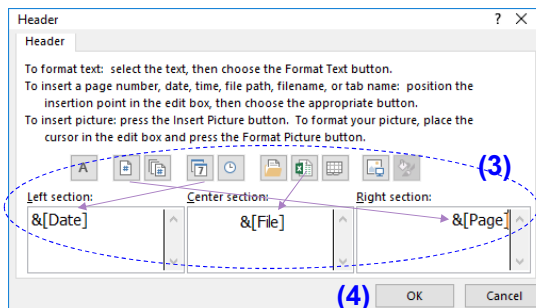 Header
? X
Header
To format text: select the text, then choose the Format Text button.
To insert a page number, date, time, file path, filename, or tab name: position the
insertion point in the edit box, then choose the appropriate button.
To insert picture: press the Insert Picture button. To format your picture, place the
cursor in the edit box and press the Format Picture button.
A # # 7
(3)
Left section: Center section: Right section:
&[Date] &[File] &[Page]
(4) OK Cancel